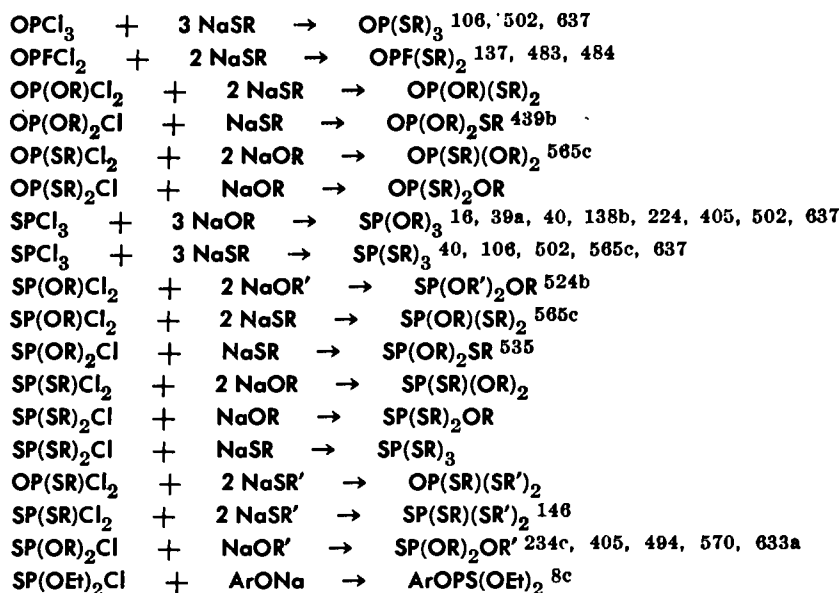 OPCl₃ + 3 NaSR → OP(SR)₃ 106, 502, 637
OPFCl₂ + 2 NaSR → OPF(SR)₂ 137, 483, 484
OP(OR)Cl₂ + 2 NaSR → OP(OR)(SR)₂
OP(OR)₂Cl + NaSR → OP(OR)₂SR 439b
OP(SR)Cl₂ + 2 NaOR → OP(SR)(OR)₂ 565c
OP(SR)₂Cl + NaOR → OP(SR)₂OR
SPCl₃ + 3 NaOR → SP(OR)₃ 16, 39a, 40, 138b, 224, 405, 502, 637
SPCl₃ + 3 NaSR → SP(SR)₃ 40, 106, 502, 565c, 637
SP(OR)Cl₂ + 2 NaOR′ → SP(OR′)₂OR 524b
SP(OR)Cl₂ + 2 NaSR → SP(OR)(SR)₂ 565c
SP(OR)₂Cl + NaSR → SP(OR)₂SR 535
SP(SR)Cl₂ + 2 NaOR → SP(SR)(OR)₂
SP(SR)₂Cl + NaOR → SP(SR)₂OR
SP(SR)₂Cl + NaSR → SP(SR)₃
OP(SR)Cl₂ + 2 NaSR′ → OP(SR)(SR′)₂
SP(SR)Cl₂ + 2 NaSR′ → SP(SR)(SR′)₂ 146
SP(OR)₂Cl + NaOR′ → SP(OR)₂OR′ 234c, 405, 494, 570, 633a
SP(OEt)₂Cl + ArONa → ArOPS(OEt)₂ 8c